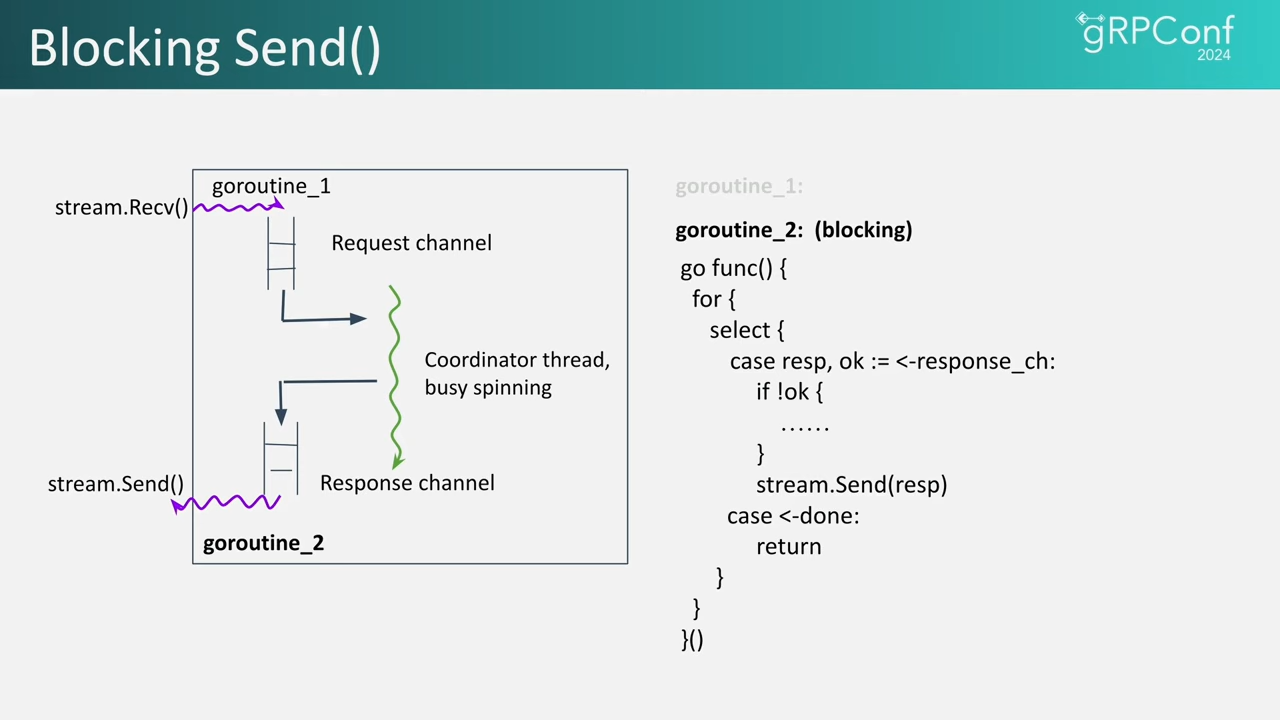 Blocking Send()
gRPConf
2024
goroutine_1
stream.Recv()
Request channel
Coordinator thread,
busy spinning
stream.Send()
Response channel
goroutine_2
goroutine_1:
goroutine_2: (blocking)
go func() {
for {
select {
case resp, ok := <-response_ch:
if !ok {
......
}
stream.Send(resp)
case <-done:
return
}
}
}()